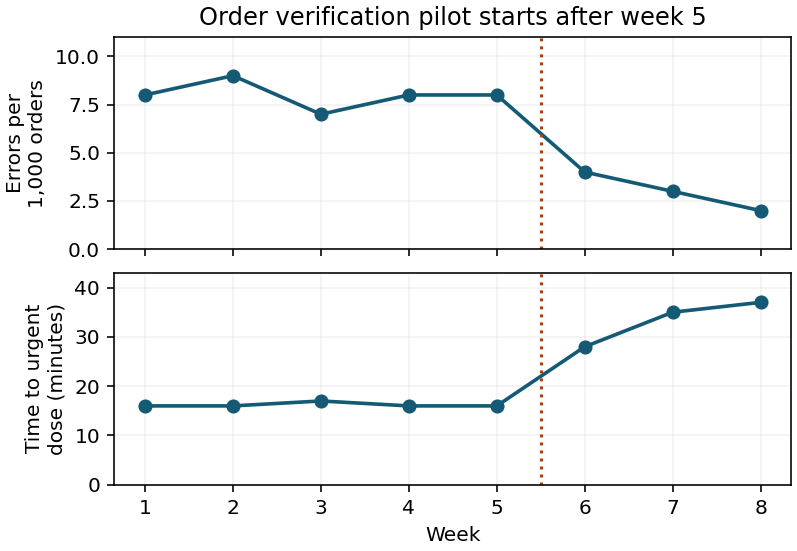 Order verification pilot starts after week 5
Errors per
1,000 orders
10.0
7.5
5.0
2.5
0.0
Time to urgent
dose (minutes)
40
30
20
10
0
1 2 3 4 5 6 7 8
Week